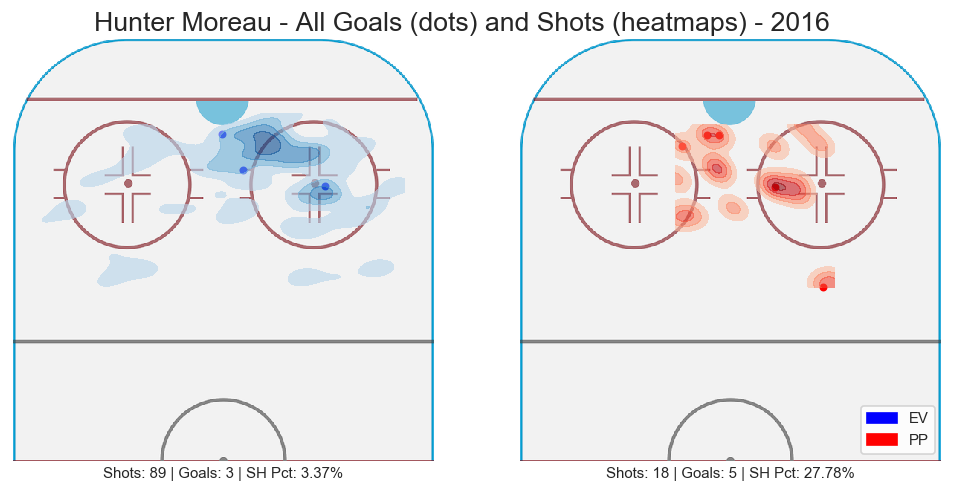 Hunter Moreau - All Goals (dots) and Shots (heatmaps) - 2016
EV
PP
Shots: 89 | Goals: 3 | SH Pct: 3.37%
Shots: 18 | Goals: 5 | SH Pct: 27.78%